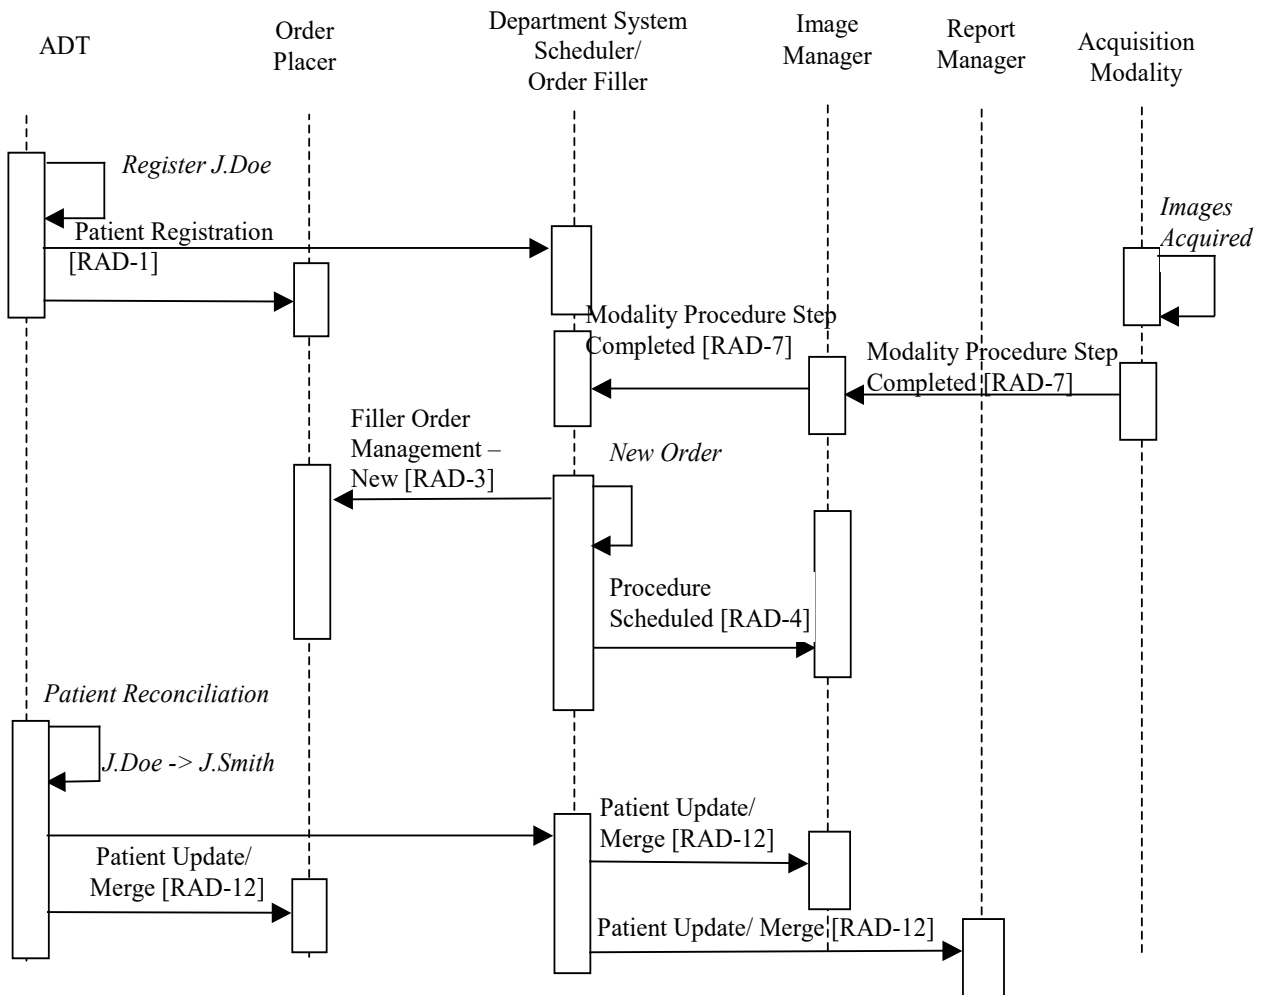 ADT
Order
Placer
Department System
Scheduler/
Order Filler
Image
Manager
Report
Manager
Acquisition
Modality
Register J.Doe
Images
Acquired
Patient Registration
[RAD-1]
Modality Procedure Step
Completed [RAD-7]
Modality Procedure Step
Completed [RAD-7]
Filler Order
Management –
New [RAD-3]
New Order
Procedure
Scheduled [RAD-4]
Patient Reconciliation
J.Doe -> J.Smith
Patient Update/
Merge [RAD-12]
Patient Update/
Merge [RAD-12]
Patient Update/ Merge [RAD-12]